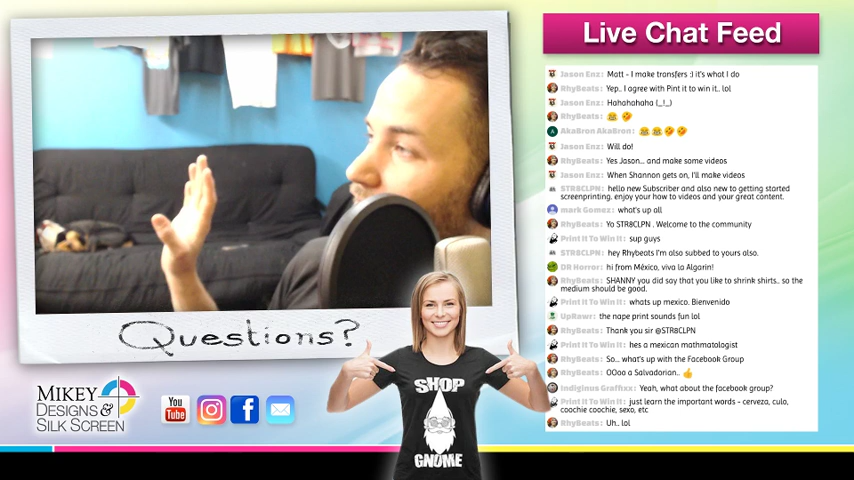 Live Chat Feed
Jason Enz: Matt - I make transfers :) it's what I do
RhyBeats: Yep.. I agree with Pint it to win it.. lol
Jason Enz: Hahahahaha (_!_)
RhyBeats: 😂 🤣
AkaBron AkaBron: 😂 😂 🤣 🤣
Jason Enz: Will do!
RhyBeats: Yes Jason... and make some videos
Jason Enz: When Shannon gets on, I'll make videos
STR8CLPN: hello new Subscriber and also new to getting started
screenprinting. enjoy your how to videos and your great content.
mark Gomez: what's up all
RhyBeats: Yo STR8CLPN . Welcome to the community
Print It To Win It: sup guys
STR8CLPN: hey Rhybeats I'm also subbed to yours also.
DR Horror: hi from México, viva la Algarin!
RhyBeats: SHANNY you did say that you like to shrink shirts.. so the
medium should be good.
Print It To Win It: whats up mexico. Bienvenido
UpRawr: the nape print sounds fun lol
RhyBeats: Thank you sir @STR8CLPN
Print It To Win It: hes a mexican mathmatologist
RhyBeats: So... what's up with the Facebook Group
RhyBeats: OOoo a Salvadorian.. 👍
Indiginus Graffixx: Yeah, what about the facebook group?
Print It To Win It: just learn the important words - cerveza, culo,
coochie coochie, sexo, etc
RhyBeats: Uh.. lol
Questions?
MIKEY
DESIGNS &
SILK SCREEN
You
Tube
SHOP
GNOME